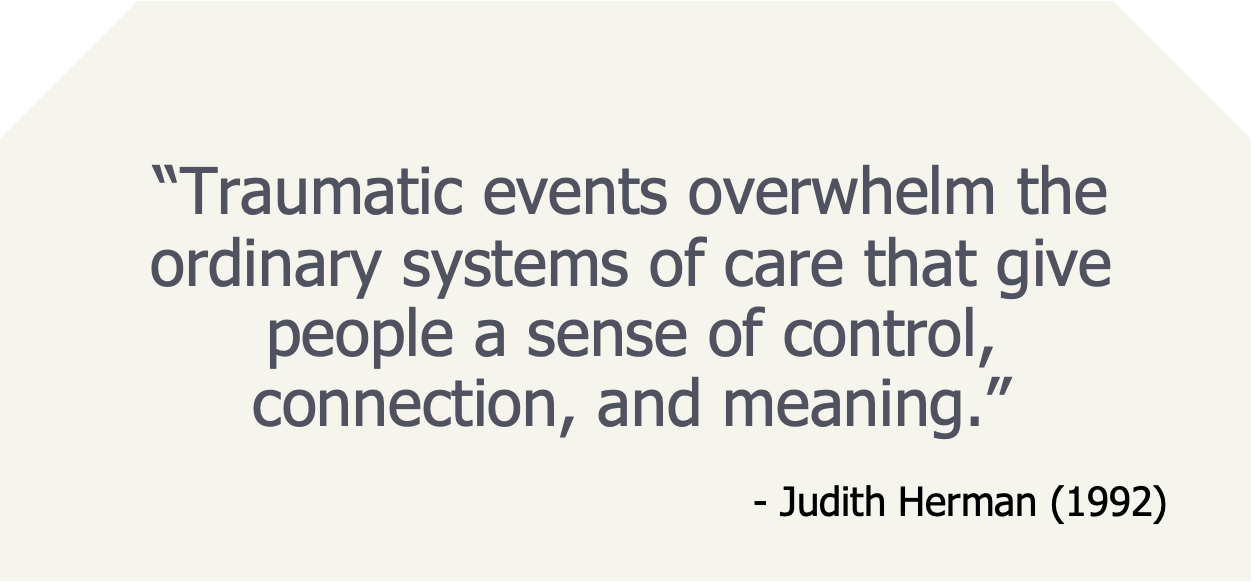 “Traumatic events overwhelm the
ordinary systems of care that give
people a sense of control,
connection, and meaning.”
- Judith Herman (1992)